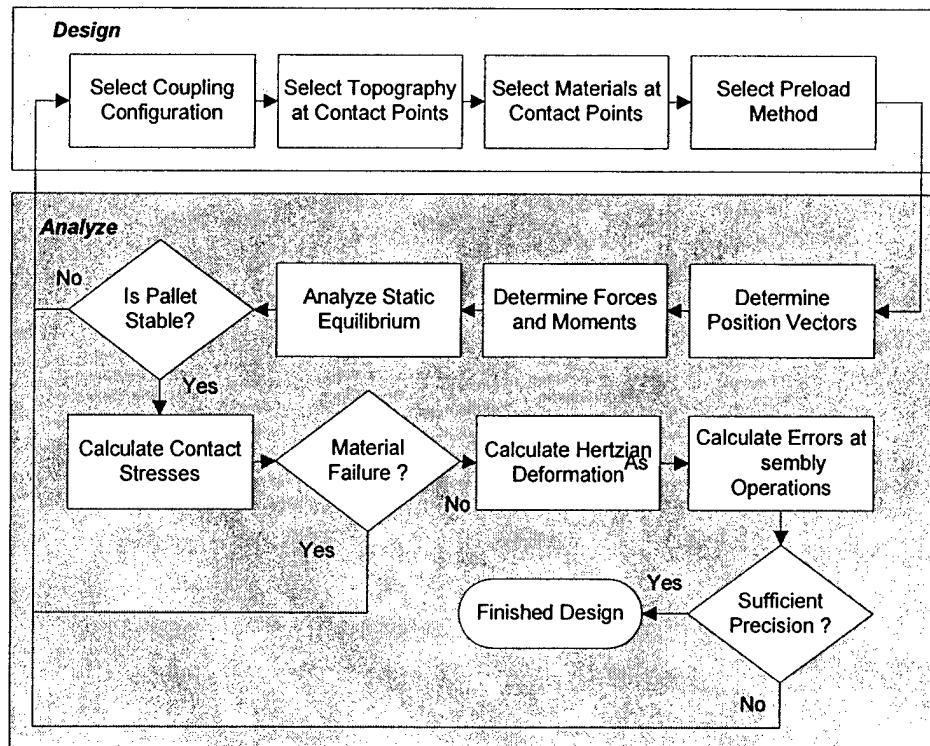 Design
Select Coupling
Configuration
Select Topography
at Contact Points
Select Materials at
Contact Points
Select Preload
Method
Analyze
No
Is Pallet
Stable?
Analyze Static
Equilibrium
Determine Forces
and Moments
Determine
Position Vectors
Yes
Calculate Contact
Stresses
Material
Failure ?
Calculate Hertzian
Deformation
As
Calculate Errors at
sembly
Operations
No
Yes
Finished Design
Yes
Sufficient
Precision ?
No